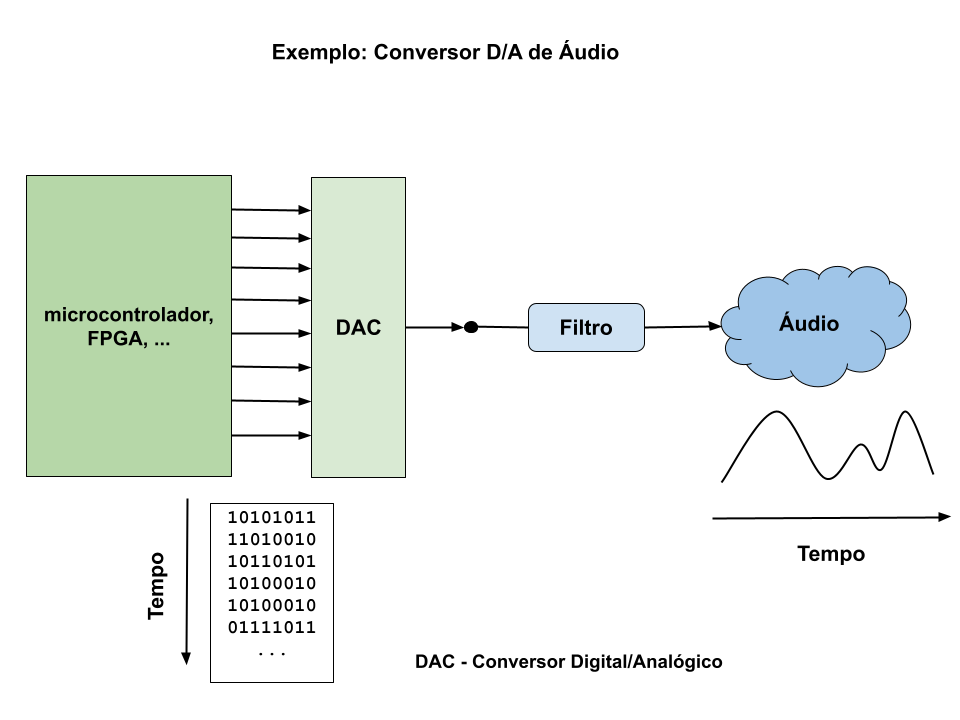 Exemplo: Conversor D/A de Áudio
microcontrolador,
FPGA, ...
DAC
Filtro
Áudio
Tempo
10101011
11010010
10110101
10100010
10100010
01111011
...
Tempo
DAC - Conversor Digital/Analógico